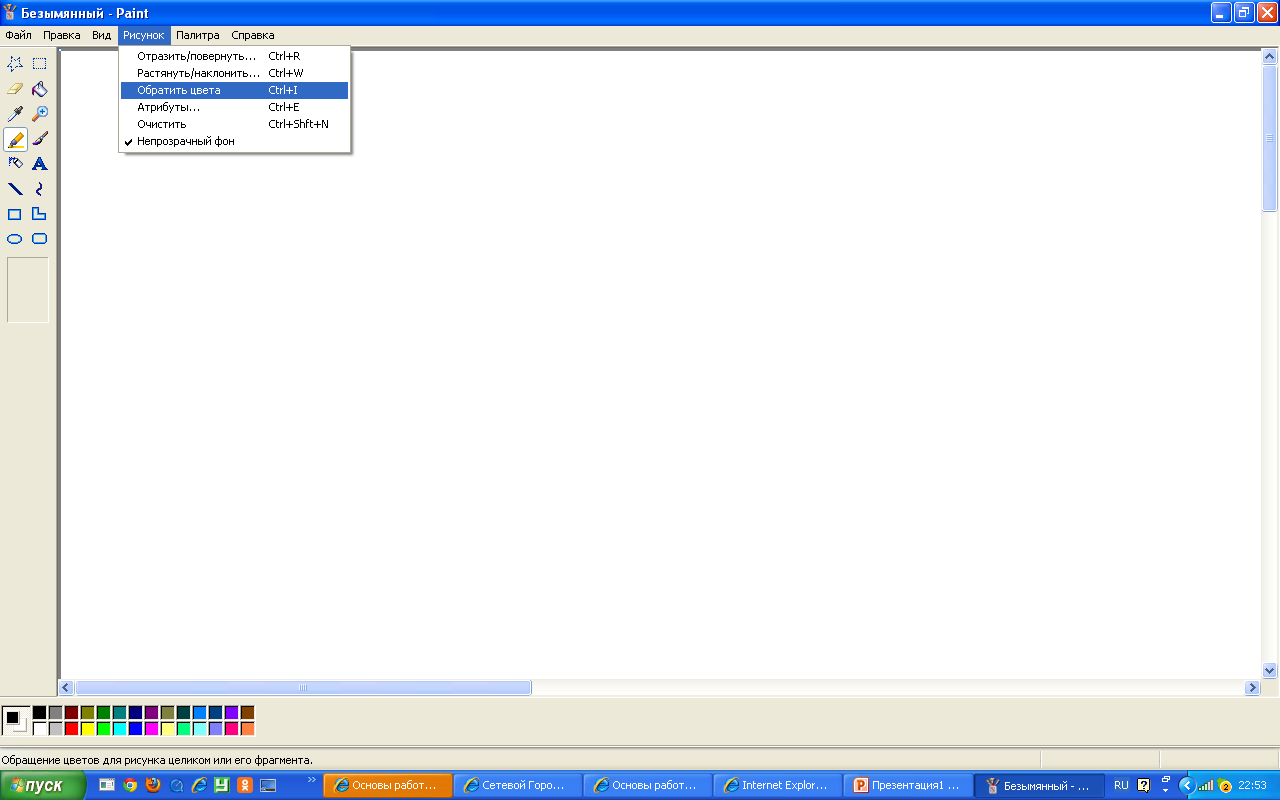 Безымянный - Paint
Файл Правка Вид Рисунок Палитра Справка
Отразить/повернуть... Ctrl+R
Растянуть/наклонить... Ctrl+W
Обратить цвета Ctrl+I
Атрибуты... Ctrl+E
Очистить Ctrl+Shft+N
Непрозрачный фон
Обращение цветов для рисунка целиком или его фрагмента.
пуск Основы работ... Сетевой Горо... Основы работ... Internet Explor... Презентация1 ... Безымянный - ... RU 2 22:53